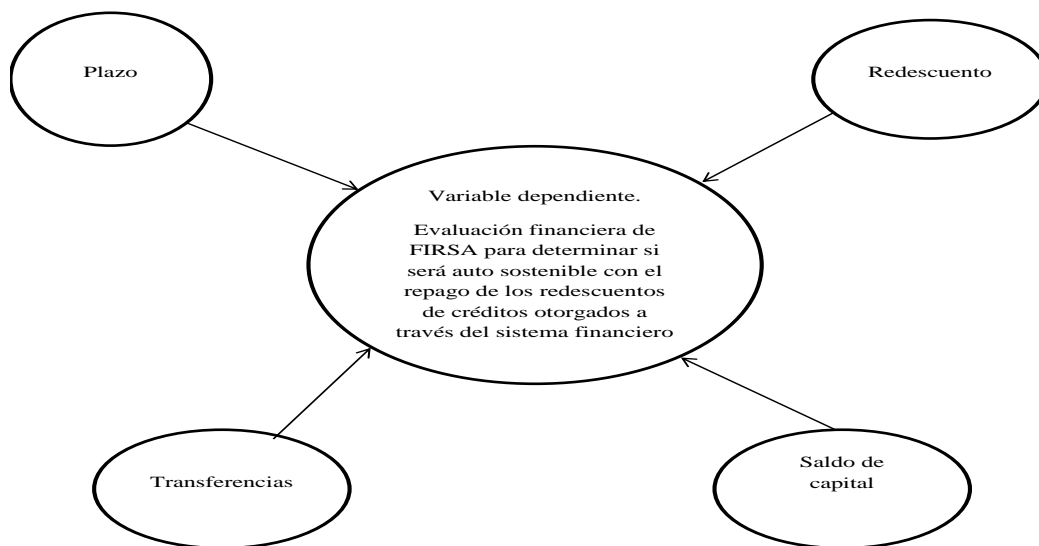 Plazo
Redescuento
Variable dependiente.
Evaluación financiera de
FIRSA para determinar si
será auto sostenible con el
repago de los redescuentos
de créditos otorgados a
través del sistema financiero
Transferencias
Saldo de
capital